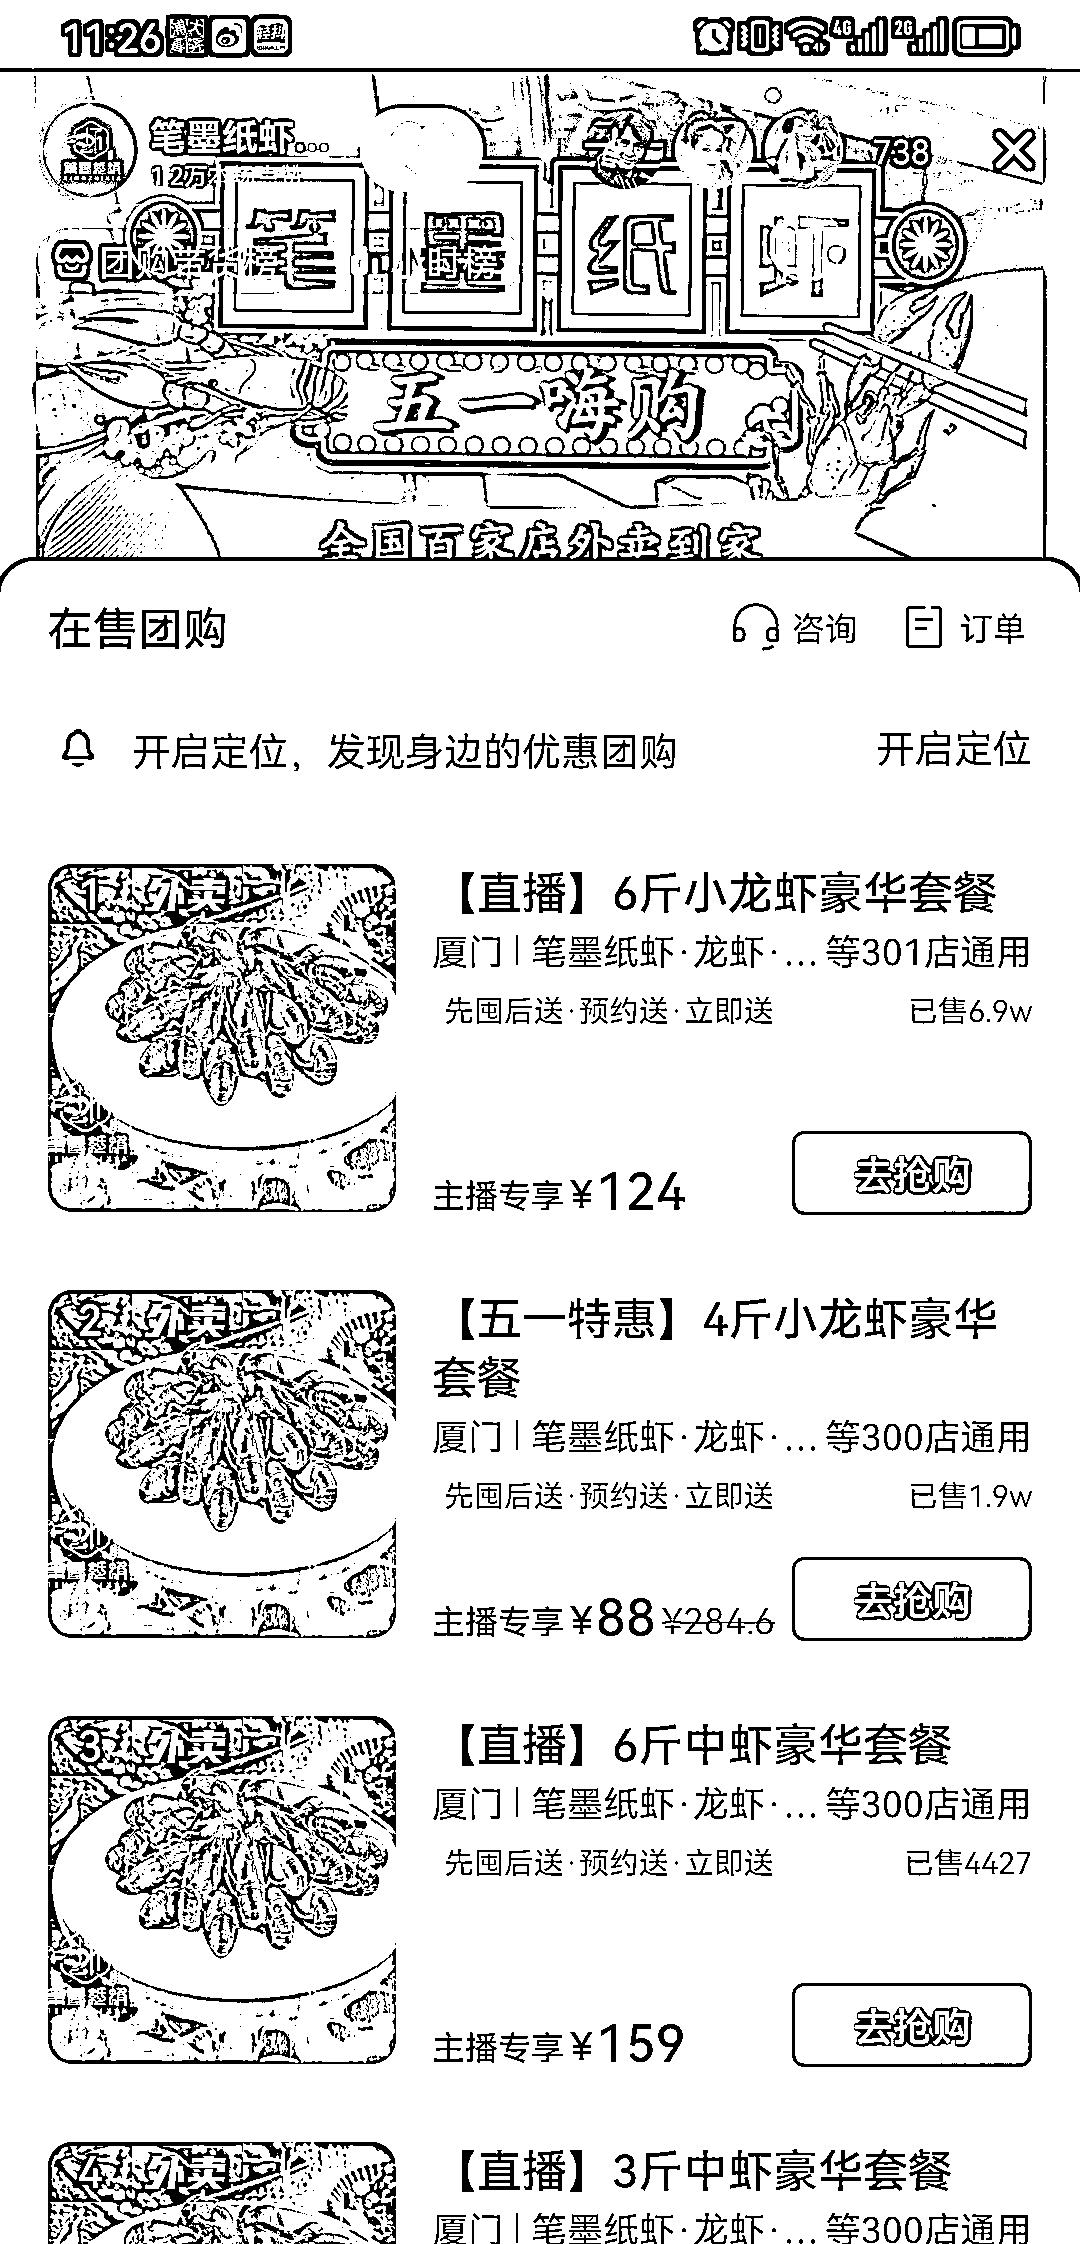 11:26
4G 2G
笔墨纸虾...
738
笔墨纸虾
团购带货榜 小时榜
五一嗨购
全国百家店外卖到家
在售团购
咨询 订单
开启定位，发现身边的优惠团购 开启定位
1 外卖
【直播】6斤小龙虾豪华套餐
厦门 | 笔墨纸虾·龙虾·... 等301店通用
先囤后送·预约送·立即送 已售6.9w
主播专享 ¥124 去抢购
2 外卖
【五一特惠】4斤小龙虾豪华
套餐
厦门 | 笔墨纸虾·龙虾·... 等300店通用
先囤后送·预约送·立即送 已售1.9w
主播专享 ¥88 ¥284.6 去抢购
3 外卖
【直播】6斤中虾豪华套餐
厦门 | 笔墨纸虾·龙虾·... 等300店通用
先囤后送·预约送·立即送 已售4427
主播专享 ¥159 去抢购
4 外卖
【直播】3斤中虾豪华套餐
厦门 | 笔墨纸虾·龙虾·... 等300店通用